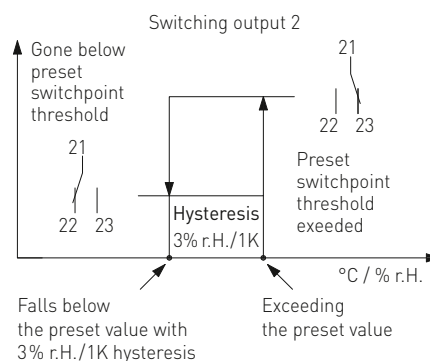 Switching output 2
Gone below
preset
switchpoint
threshold
21
22 23
21
22 23
Preset
switchpoint
threshold
exeeded
Hysteresis
3% r.H./1K
°C / % r.H.
Falls below
the preset value with
3% r.H./1K hysteresis
Exceeding
the preset value